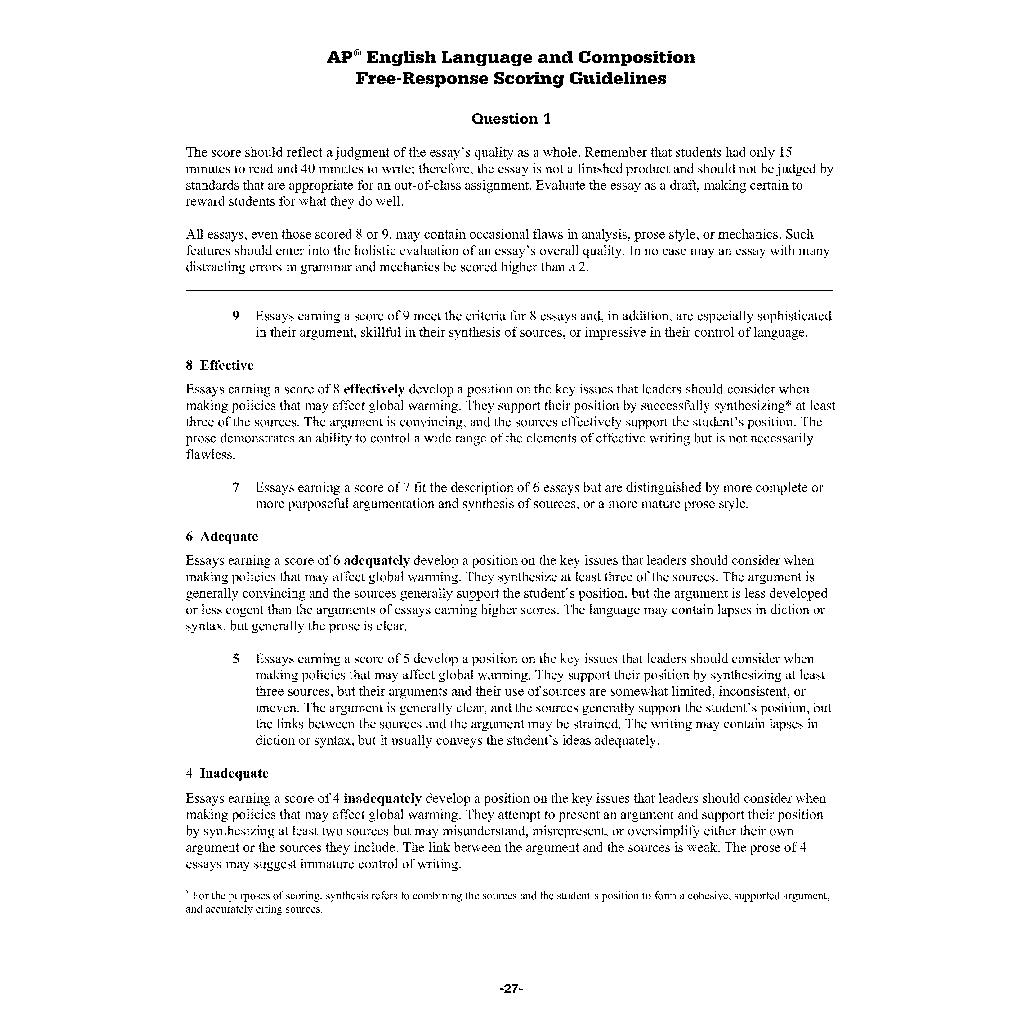 AP® English Language and Composition
Free-Response Scoring Guidelines
Question 1
The score should reflect a judgment of the essay's quality as a whole. Remember that students had only 15
minutes to read and 40 minutes to write; therefore, the essay is not a finished product and should not be judged by
standards that are appropriate for an out-of-class assignment. Evaluate the essay as a draft, making certain to
reward students for what they do well.
All essays, even those scored 8 or 9, may contain occasional flaws in analysis, prose style, or mechanics. Such
features should enter into the holistic evaluation of an essay's overall quality. In no case may an essay with many
distracting errors in grammar and mechanics be scored higher than a 2.
9 Essays earning a score of 9 meet the criteria for 8 essays and, in addition, are especially sophisticated
in their argument, skillful in their synthesis of sources, or impressive in their control of language.
8 Effective
Essays earning a score of 8 effectively develop a position on the key issues that leaders should consider when
making policies that may affect global warming. They support their position by successfully synthesizing* at least
three of the sources. The argument is convincing, and the sources effectively support the student's position. The
prose demonstrates an ability to control a wide range of the elements of effective writing but is not necessarily
flawless.
7 Essays earning a score of 7 fit the description of 6 essays but are distinguished by more complete or
more purposeful argumentation and synthesis of sources, or a more mature prose style.
6 Adequate
Essays earning a score of 6 adequately develop a position on the key issues that leaders should consider when
making policies that may affect global warming. They synthesize at least three of the sources. The argument is
generally convincing and the sources generally support the student's position, but the argument is less developed
or less cogent than the arguments of essays earning higher scores. The language may contain lapses in diction or
syntax, but generally the prose is clear.
5 Essays earning a score of 5 develop a position on the key issues that leaders should consider when
making policies that may affect global warming. They support their position by synthesizing at least
three sources, but their arguments and their use of sources are somewhat limited, inconsistent, or
uneven. The argument is generally clear, and the sources generally support the student's position, but
the links between the sources and the argument may be strained. The writing may contain lapses in
diction or syntax, but it usually conveys the student's ideas adequately.
4 Inadequate
Essays earning a score of 4 inadequately develop a position on the key issues that leaders should consider when
making policies that may affect global warming. They attempt to present an argument and support their position
by synthesizing at least two sources but may misunderstand, misrepresent, or oversimplify either their own
argument or the sources they include. The link between the argument and the sources is weak. The prose of 4
essays may suggest immature control of writing.
* For the purposes of scoring, synthesis refers to combining the sources and the student's position to form a cohesive, supported argument,
and accurately citing sources.
-27-